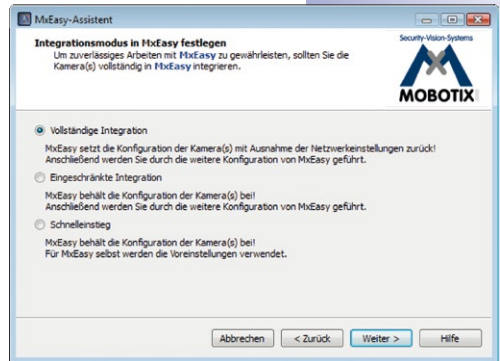 MxEasy-Assistent
Integrationsmodus in MxEasy festlegen
Um zuverlässiges Arbeiten mit MxEasy zu gewährleisten, sollten Sie die
Kamera(s) vollständig in MxEasy integrieren.
Security-Vision-Systems
MOBOTIX
Vollständige Integration
MxEasy setzt die Konfiguration der Kamera(s) mit Ausnahme der Netzwerkeinstellungen zurück!
Anschließend werden Sie durch die weitere Konfiguration von MxEasy geführt.
Eingeschränkte Integration
MxEasy behält die Konfiguration der Kamera(s) bei!
Anschließend werden Sie durch die weitere Konfiguration von MxEasy geführt.
Schnelleinstieg
MxEasy behält die Konfiguration der Kamera(s) bei!
Für MxEasy selbst werden die Voreinstellungen verwendet.
Abbrechen < Zurück Weiter > Hilfe